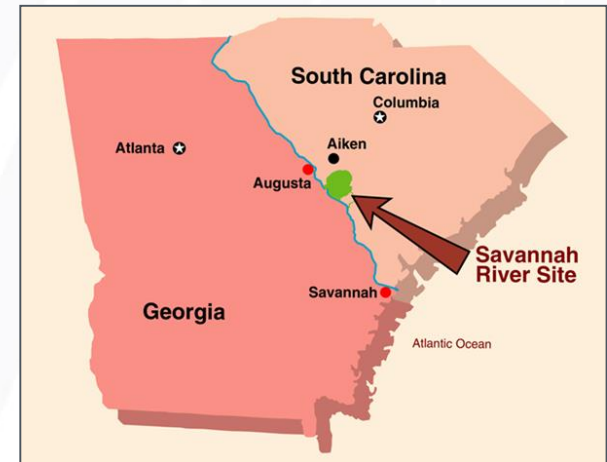 South Carolina
Columbia
Atlanta
Aiken
Augusta
Savannah
River Site
Savannah
Georgia
Atlantic Ocean